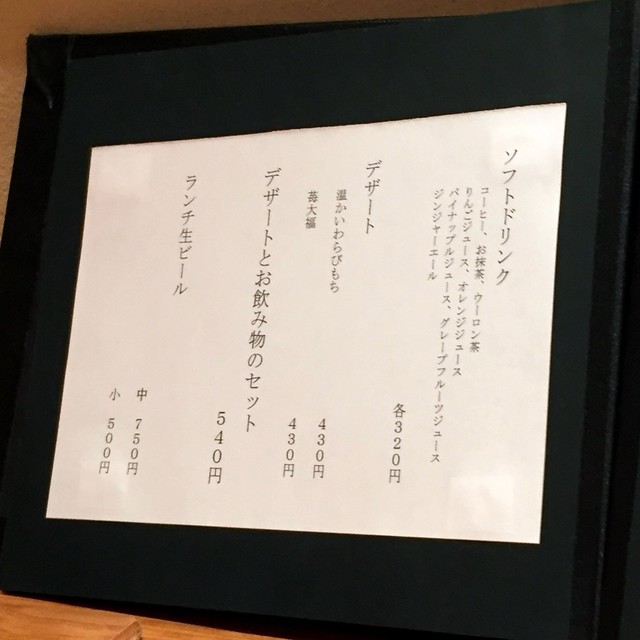 ソフトドリンク
コーヒー、お抹茶、ウーロン茶
りんごジュース、オレンジジュース
パイナップルジュース、グレープフルーツジュース
ジンジャーエール
各320円
デザート
温かいわらびもち
430円
苺大福
430円
デザートとお飲み物のセット
540円
ランチ生ビール
中 750円
小 500円